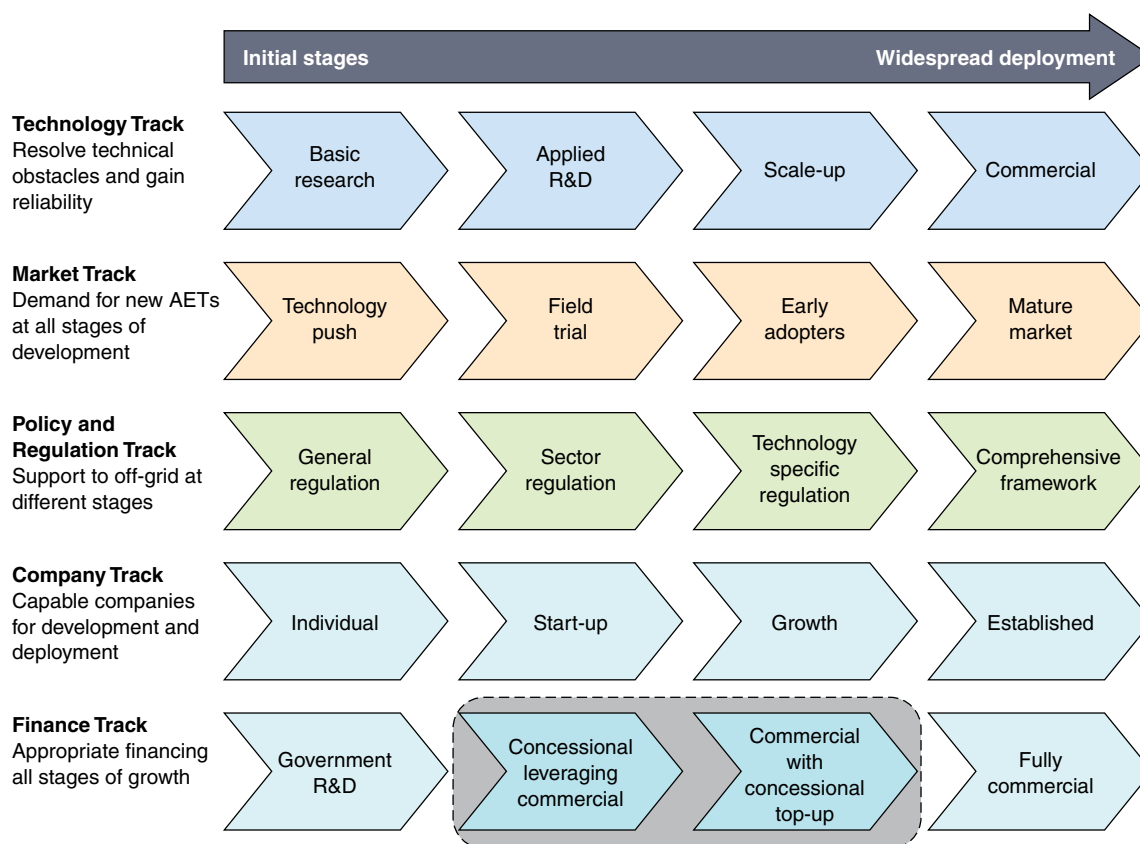 Initial stages
Widespread deployment
Technology Track
Resolve technical
obstacles and gain
reliability
Basic
research
Applied
R&D
Scale-up
Commercial
Market Track
Demand for new AETs
at all stages of
development
Technology
push
Field
trial
Early
adopters
Mature
market
Policy and
Regulation Track
Support to off-grid at
different stages
General
regulation
Sector
regulation
Technology
specific
regulation
Comprehensive
framework
Company Track
Capable companies
for development and
deployment
Individual
Start-up
Growth
Established
Finance Track
Appropriate financing
all stages of growth
Government
R&D
Concessional
leveraging
commercial
Commercial
with
concessional
top-up
Fully
commercial